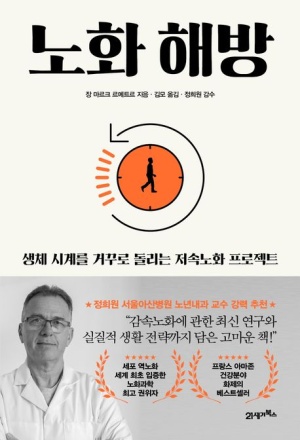 노화 해방
장 마르크 르메트르 지음 · 김모 옮김 · 정희원 감수
생체 시계를 거꾸로 돌리는 저속노화 프로젝트
★ 정희원 서울아산병원 노년내과 교수 강력 추천 ★
“감속노화에 관한 최신 연구와
실질적 생활 전략까지 담은 고마운 책!”
★★★★★
세포 역노화
세계 최초 입증한
노화과학
최고 권위자
★★★★★
프랑스 아마존
건강분야
화제의
베스트셀러
21세기북스